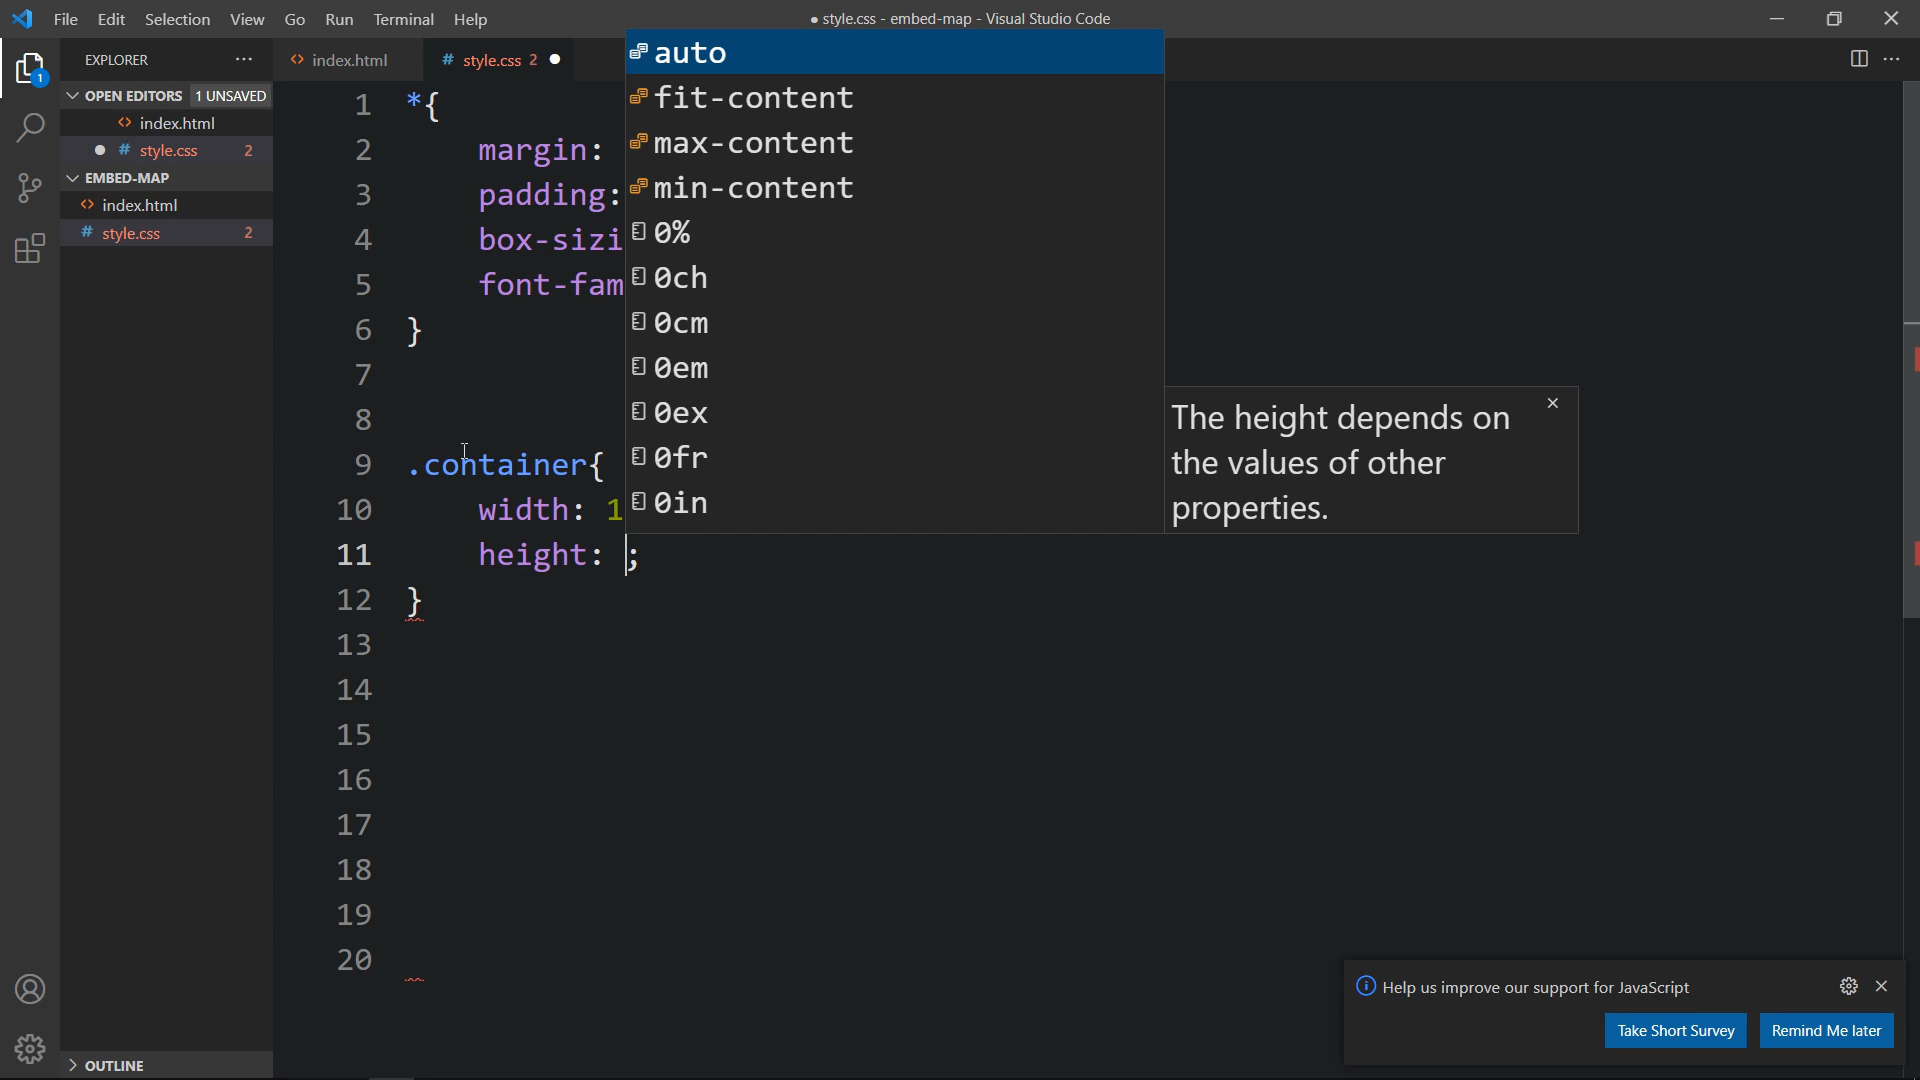 File Edit Selection View Go Run Terminal Help
● style.css - embed-map - Visual Studio Code
1
EXPLORER
OPEN EDITORS 1 UNSAVED
<> index.html
● # style.css 2
EMBED-MAP
<> index.html
# style.css 2
OUTLINE
<> index.html
# style.css 2 ●
1 *{
2 margin:
3 padding:
4 box-sizi
5 font-fam
6 }
7
8
9 .container{
10 width: 1
11 height: ;
12 }
13
14
15
16
17
18
19
20
auto
fit-content
max-content
min-content
0%
0ch
0cm
0em
0ex
0fr
0in
The height depends on
the values of other
properties.
Help us improve our support for JavaScript
Take Short Survey
Remind Me later